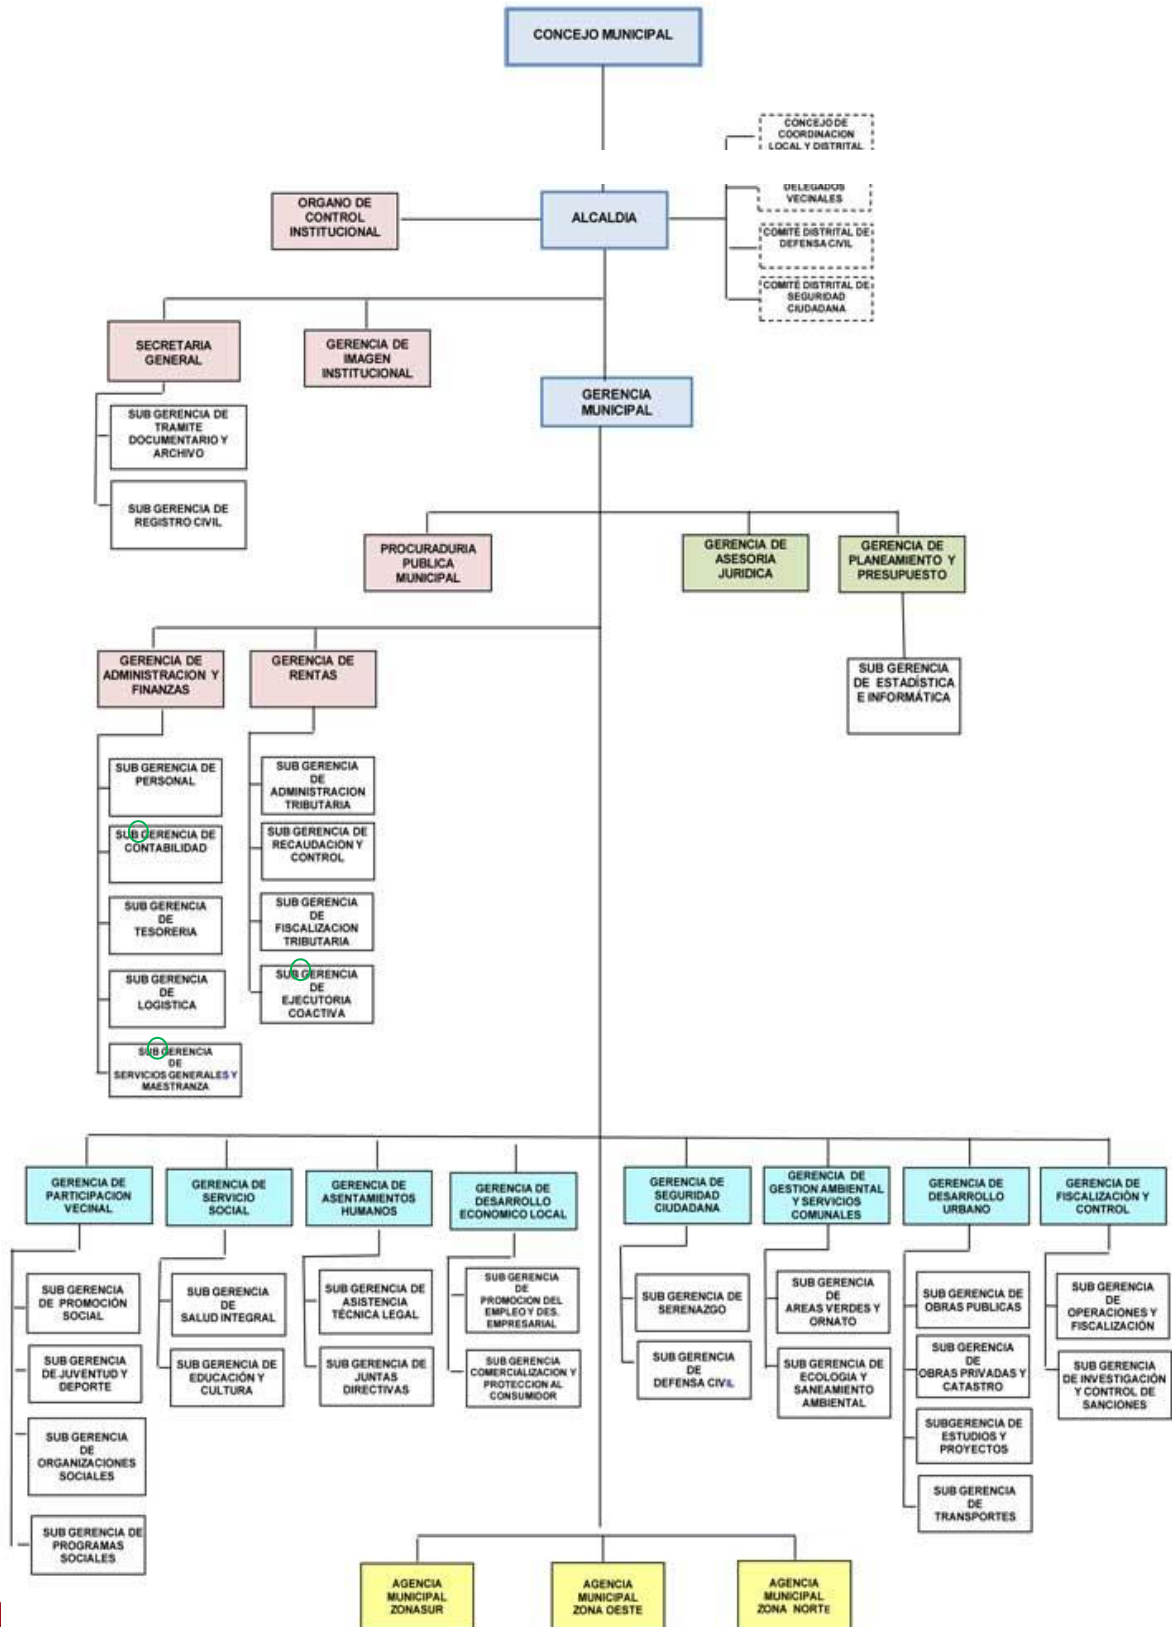 CONCEJO MUNICIPAL
CONCEJO DE
COORDINACION
LOCAL Y DISTRITAL
DELEGADOS
VECINALES
COMITÉ DISTRITAL DE
DEFENSA CIVIL
COMITÉ DISTRITAL DE
SEGURIDAD
CIUDADANA
ORGANO DE
CONTROL
INSTITUCIONAL
ALCALDIA
SECRETARIA
GENERAL
GERENCIA DE
IMAGEN
INSTITUCIONAL
GERENCIA
MUNICIPAL
SUB GERENCIA DE
TRAMITE
DOCUMENTARIO Y
ARCHIVO
SUB GERENCIA DE
REGISTRO CIVIL
PROCURADURIA
PUBLICA
MUNICIPAL
GERENCIA DE
ASESORIA
JURIDICA
GERENCIA DE
PLANEAMIENTO Y
PRESUPUESTO
SUB GERENCIA
DE ESTADÍSTICA
E INFORMÁTICA
GERENCIA DE
ADMINISTRACION Y
FINANZAS
GERENCIA DE
RENTAS
SUB GERENCIA DE
PERSONAL
SUB GERENCIA DE
CONTABILIDAD
SUB GERENCIA
DE
TESORERIA
SUB GERENCIA
DE
LOGISTICA
SUB GERENCIA
DE
SERVICIOS GENERALES Y
MAESTRANZA
SUB GERENCIA
DE
ADMINISTRACION
TRIBUTARIA
SUB GERENCIA DE
RECAUDACION Y
CONTROL
SUB GERENCIA
DE
FISCALIZACION
TRIBUTARIA
SUB GERENCIA
DE
EJECUTORIA
COACTIVA
GERENCIA DE
PARTICIPACION
VECINAL
GERENCIA DE
SERVICIO
SOCIAL
GERENCIA DE
ASENTAMIENTOS
HUMANOS
GERENCIA DE
DESARROLLO
ECONOMICO LOCAL
GERENCIA DE
SEGURIDAD
CIUDADANA
GERENCIA DE
GESTION AMBIENTAL
Y SERVICIOS
COMUNALES
GERENCIA DE
DESARROLLO
URBANO
GERENCIA DE
FISCALIZACIÓN Y
CONTROL
SUB GERENCIA
DE PROMOCIÓN
SOCIAL
SUB GERENCIA
DE JUVENTUD Y
DEPORTE
SUB GERENCIA
DE
ORGANIZACIONES
SOCIALES
SUB GERENCIA DE
PROGRAMAS
SOCIALES
SUB GERENCIA
DE
SALUD INTEGRAL
SUB GERENCIA DE
EDUCACIÓN Y
CULTURA
SUB GERENCIA DE
ASISTENCIA
TÉCNICA LEGAL
SUB GERENCIA DE
JUNTAS
DIRECTIVAS
SUB GERENCIA
DE
PROMOCION DEL
EMPLEO Y DES.
EMPRESARIAL
SUB GERENCIA
COMERCIALIZACION Y
PROTECCION AL
CONSUMIDOR
SUB GERENCIA DE
SERENAZGO
SUB GERENCIA
DE
DEFENSA CIVIL
SUB GERENCIA
DE
AREAS VERDES Y
ORNATO
SUB GERENCIA DE
ECOLOGIA Y
SANEAMIENTO
AMBIENTAL
SUB GERENCIA DE
OBRAS PUBLICAS
SUB GERENCIA
DE
OBRAS PRIVADAS Y
CATASTRO
SUBGERENCIA DE
ESTUDIOS Y
PROYECTOS
SUB GERENCIA
DE
TRANSPORTES
SUB GERENCIA
DE
OPERACIONES Y
FISCALIZACIÓN
SUB GERENCIA
DE INVESTIGACIÓN
Y CONTROL DE
SANCIONES
AGENCIA
MUNICIPAL
ZONASUR
AGENCIA
MUNICIPAL
ZONA OESTE
AGENCIA
MUNICIPAL
ZONA NORTE